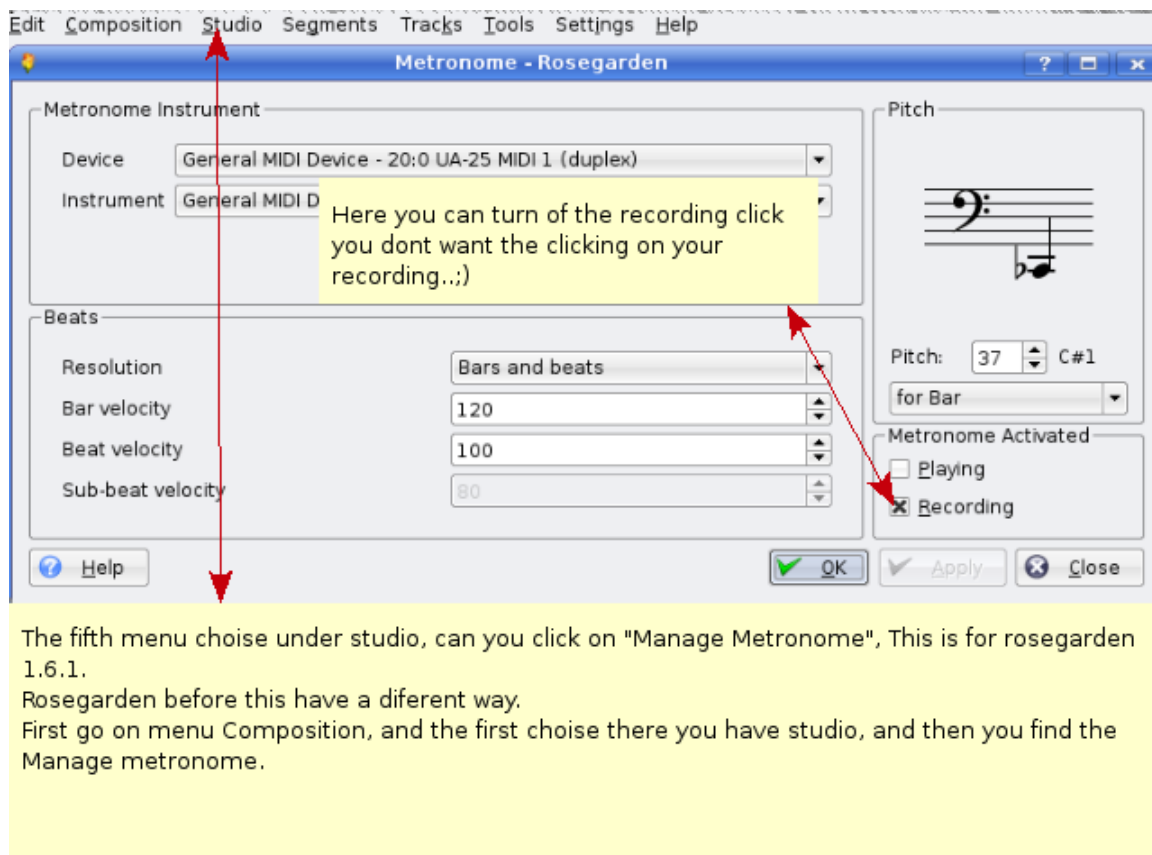 Edit Composition Studio Segments Tracks Tools Settings Help
Metronome - Rosegarden
Metronome Instrument
Device General MIDI Device - 20:0 UA-25 MIDI 1 (duplex)
Instrument General MIDI D
Here you can turn of the recording click
you dont want the clicking on your
recording..;)
Beats
Resolution Bars and beats
Bar velocity 120
Beat velocity 100
Sub-beat velocity 80
Pitch
Pitch: 37 C#1
for Bar
Metronome Activated
Playing
Recording
Help OK Apply Close
The fifth menu choise under studio, can you click on "Manage Metronome", This is for rosegarden
1.6.1.
Rosegarden before this have a diferent way.
First go on menu Composition, and the first choise there you have studio, and then you find the
Manage metronome.